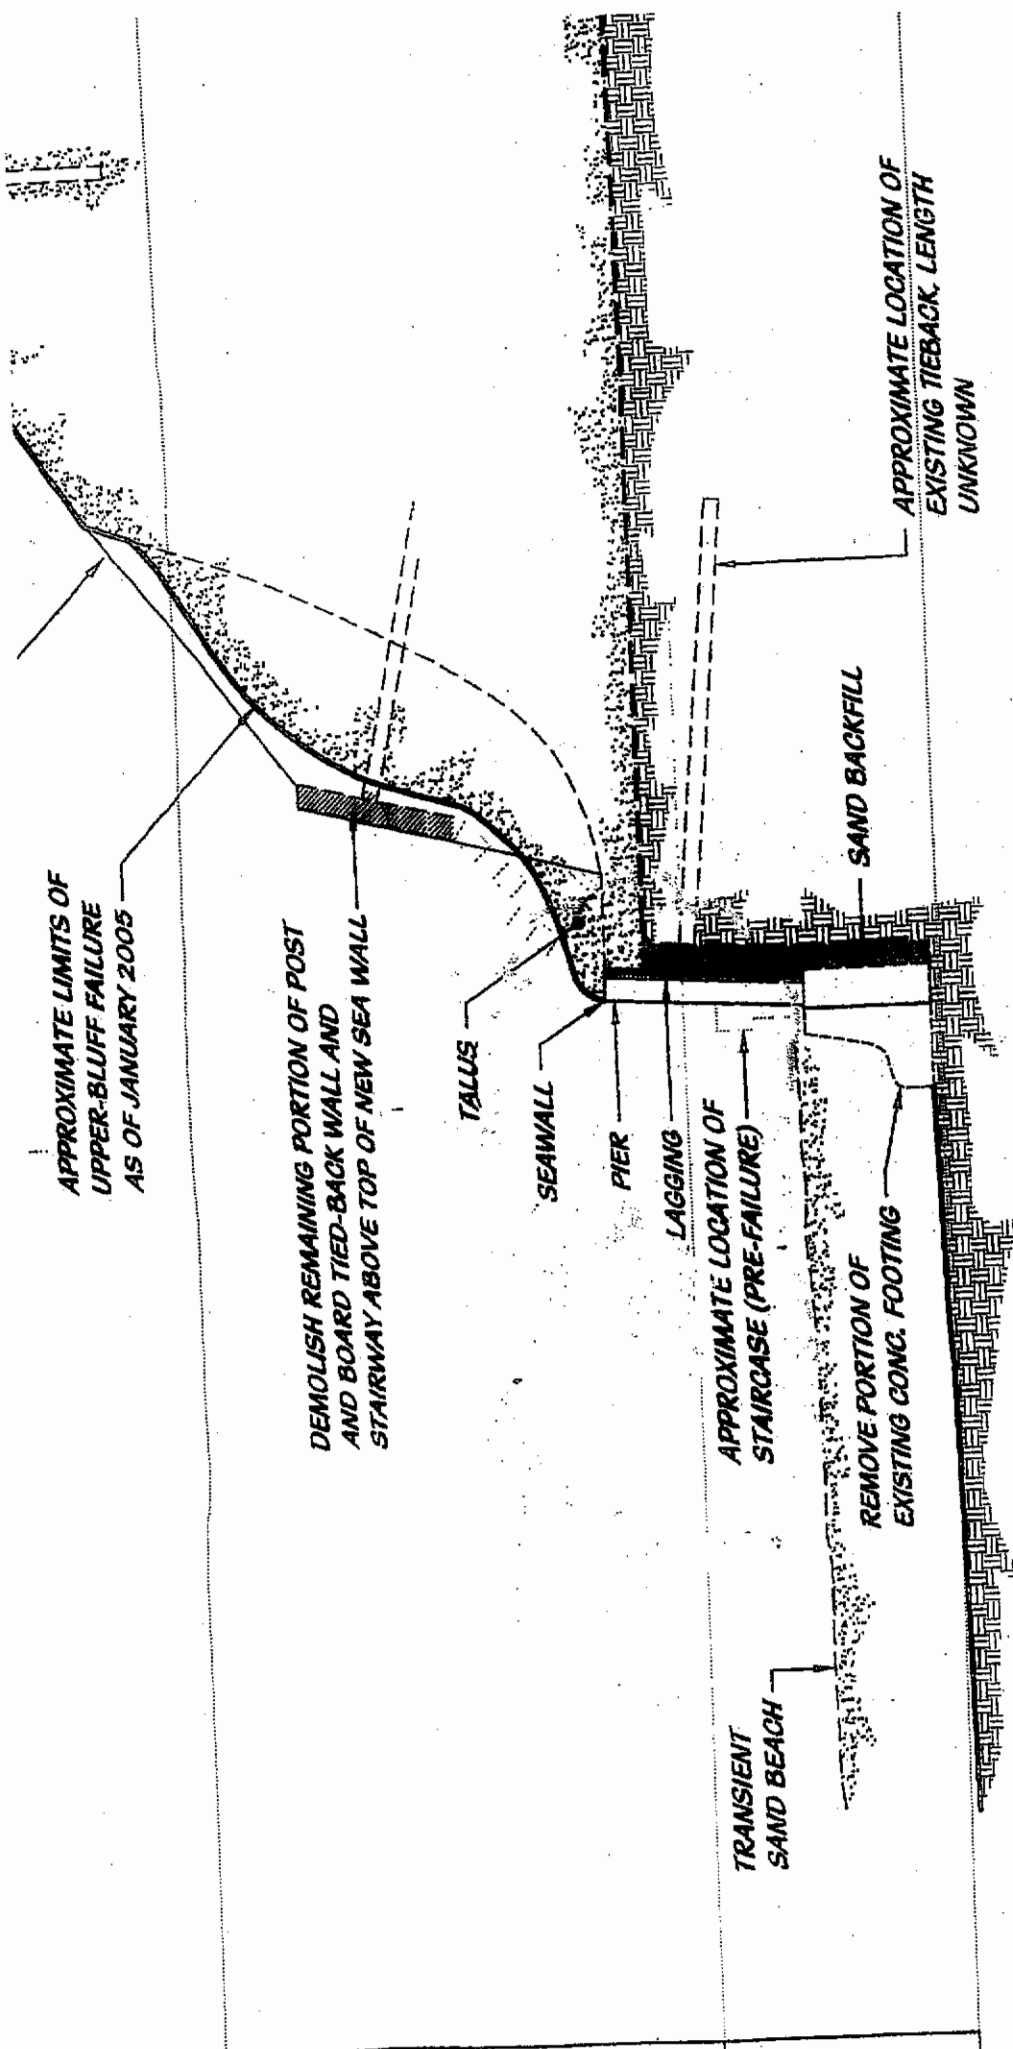 APPROXIMATE LIMITS OF
UPPER-BLUFF FAILURE
AS OF JANUARY 2005
DEMOLISH REMAINING PORTION OF POST
AND BOARD TIED-BACK WALL AND
STAIRWAY ABOVE TOP OF NEW SEA WALL
TALUS
SEAWALL
PIER
LAGGING
APPROXIMATE LOCATION OF
STAIRCASE (PRE-FAILURE)
REMOVE PORTION OF
EXISTING CONC. FOOTING
TRANSIENT
SAND BEACH
SAND BACKFILL
APPROXIMATE LOCATION OF
EXISTING TIEBACK, LENGTH
UNKNOWN